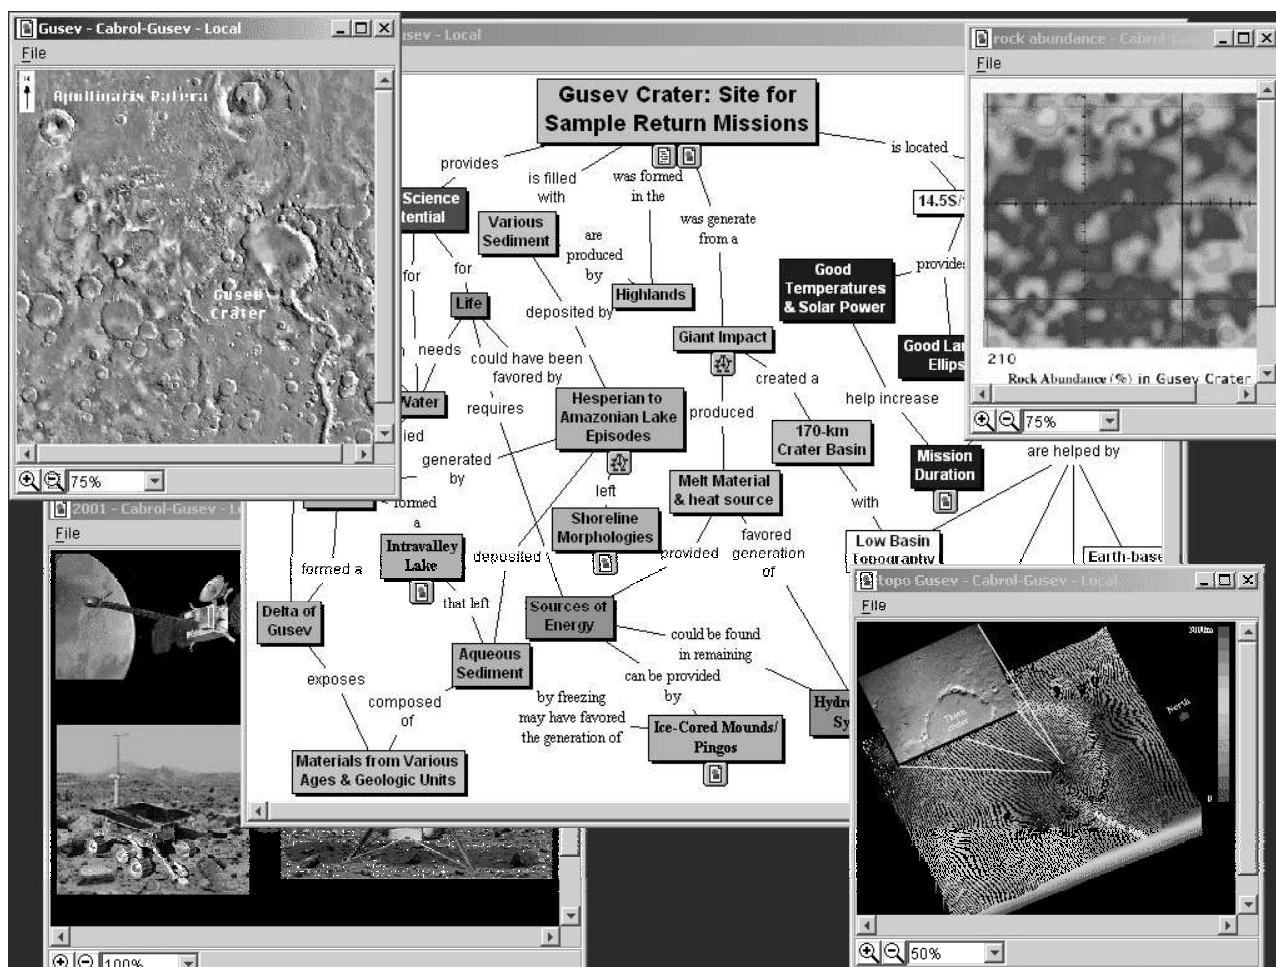 Gusev - Cabrol-Gusev - Local
File
Apollinaris Patera
Gusev
Crater
75%
Gusev - Local
Gusev Crater: Site for
Sample Return Missions
provides
is filled
with
was formed
in the
was generate
from a
is located
Science
tential
Various
Sediment
are
produced
by
Highlands
14.5S/
for
for
Life
deposited by
Good
Temperatures
& Solar Power
provides
needs
could have been
favored by
Giant Impact
Good Lan
Ellips
created a
Water
requires
Hesperian to
Amazonian Lake
Episodes
produced
help increase
ied
generated
by
170-km
Crater Basin
Mission
Duration
are helped by
left
Melt Material
& heat source
with
formed
a
Shoreline
Morphologies
favored
generation
of
Low Basin
Topography
Earth-base
Intravalley
Lake
deposited
provided
formed a
that left
Delta of
Gusev
Sources of
Energy
could be found
in remaining
Aqueous
Sediment
can be provided
by
exposes
composed
of
by freezing
may have favored
the generation of
Hydro
Sy
Ice-Cored Mounds/
Pingos
Materials from Various
Ages & Geologic Units
rock abundance - Cabrol-G
File
210
Rock Abundance (%) in Gusev Crater
75%
2001 - Cabrol-Gusev - Lo
File
100%
topo Gusev - Cabrol-Gusev - Local
File
North
0
50%